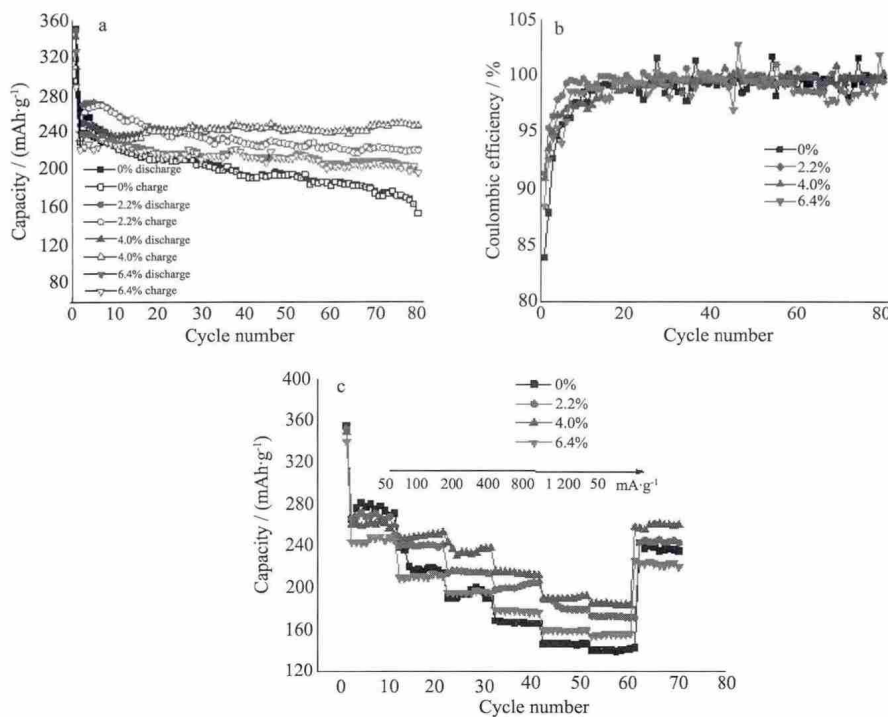 a
360
320
280
240
200
160
120
80
Capacity / (mAh·g⁻¹)
0% discharge
0% charge
2.2% discharge
2.2% charge
4.0% discharge
4.0% charge
6.4% discharge
6.4% charge
0 10 20 30 40 50 60 70 80
Cycle number
b
105
100
95
90
85
80
Coulombic efficiency / %
0%
2.2%
4.0%
6.4%
0 20 40 60 80
Cycle number
c
400
360
320
280
240
200
160
120
Capacity / (mAh·g⁻¹)
0%
2.2%
4.0%
6.4%
50 100 200 400 800 1 200 50 mA·g⁻¹
0 10 20 30 40 50 60 70 80
Cycle number